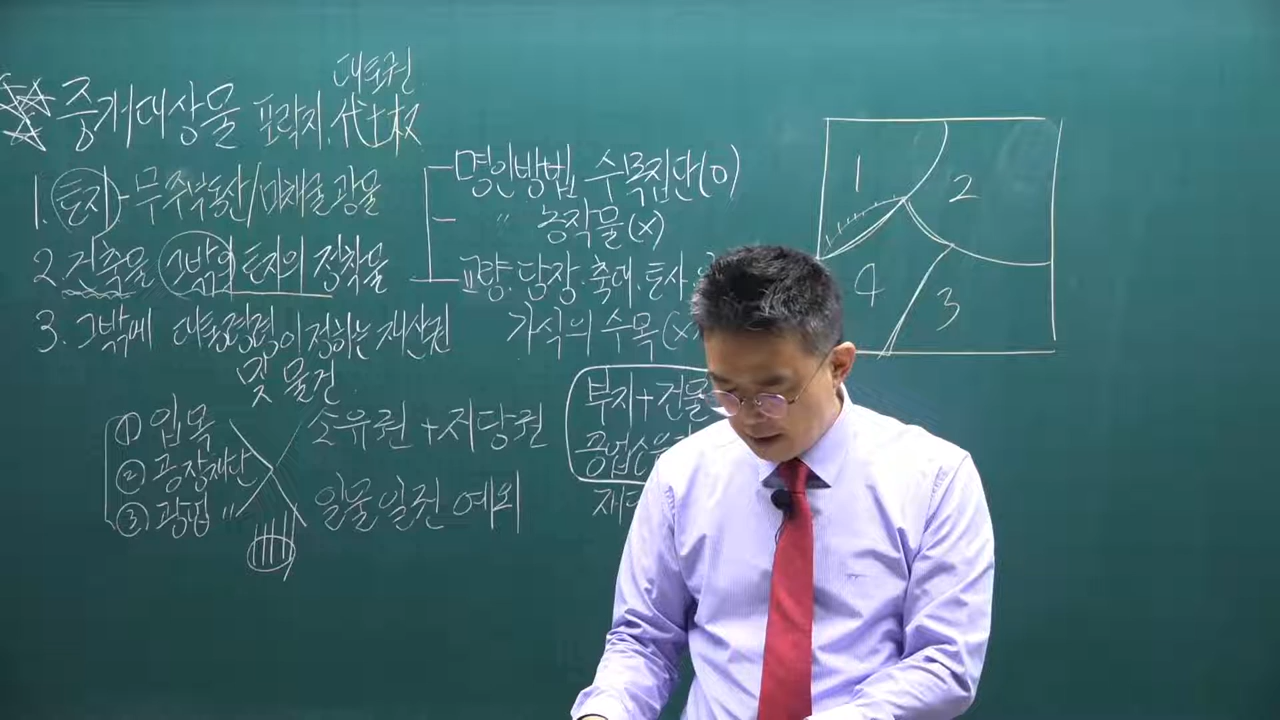 대토권
중개대상물 포락지. 代土权
1. 토지 - 무주부동산/미채굴광물
2. 건축물 그밖의 토지의 정착물
3. 그밖에 대통령령이 정하는 재산권
및 물건
① 입목
② 공장재단
③ 광업 〃
소유권 + 저당권
일물일권 예외
명인방법 수목집단(O)
〃 농작물(X)
교량. 담장. 축대. 토사
가식의 수목(X)
부지+건물
공업소유
1
2
4
3